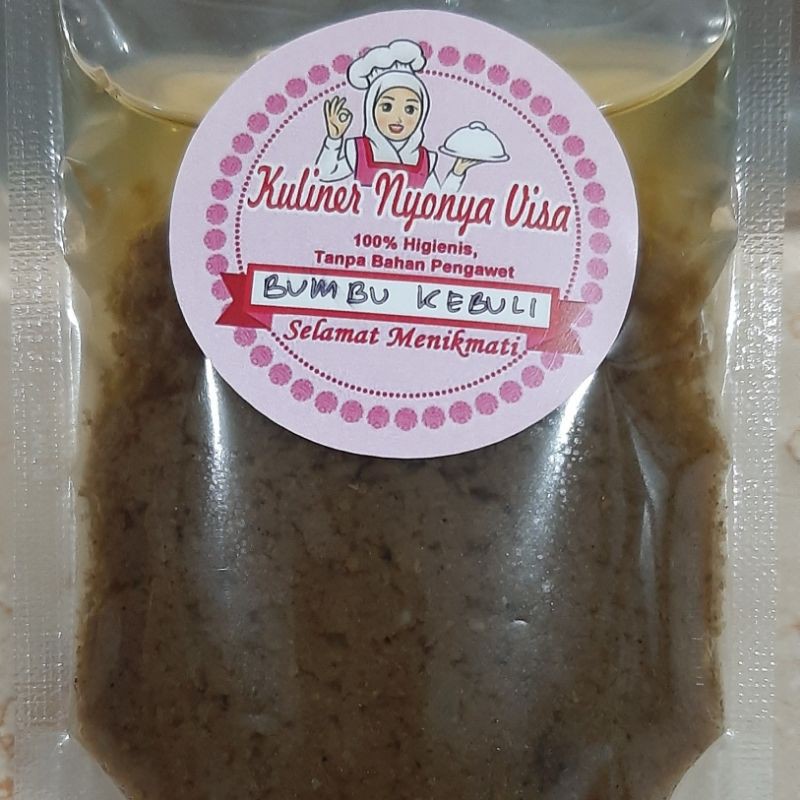 Kuliner Nyonya Visa
100% Higienis,
Tanpa Bahan Pengawet
BUMBU KEBULI
Selamat Menikmati